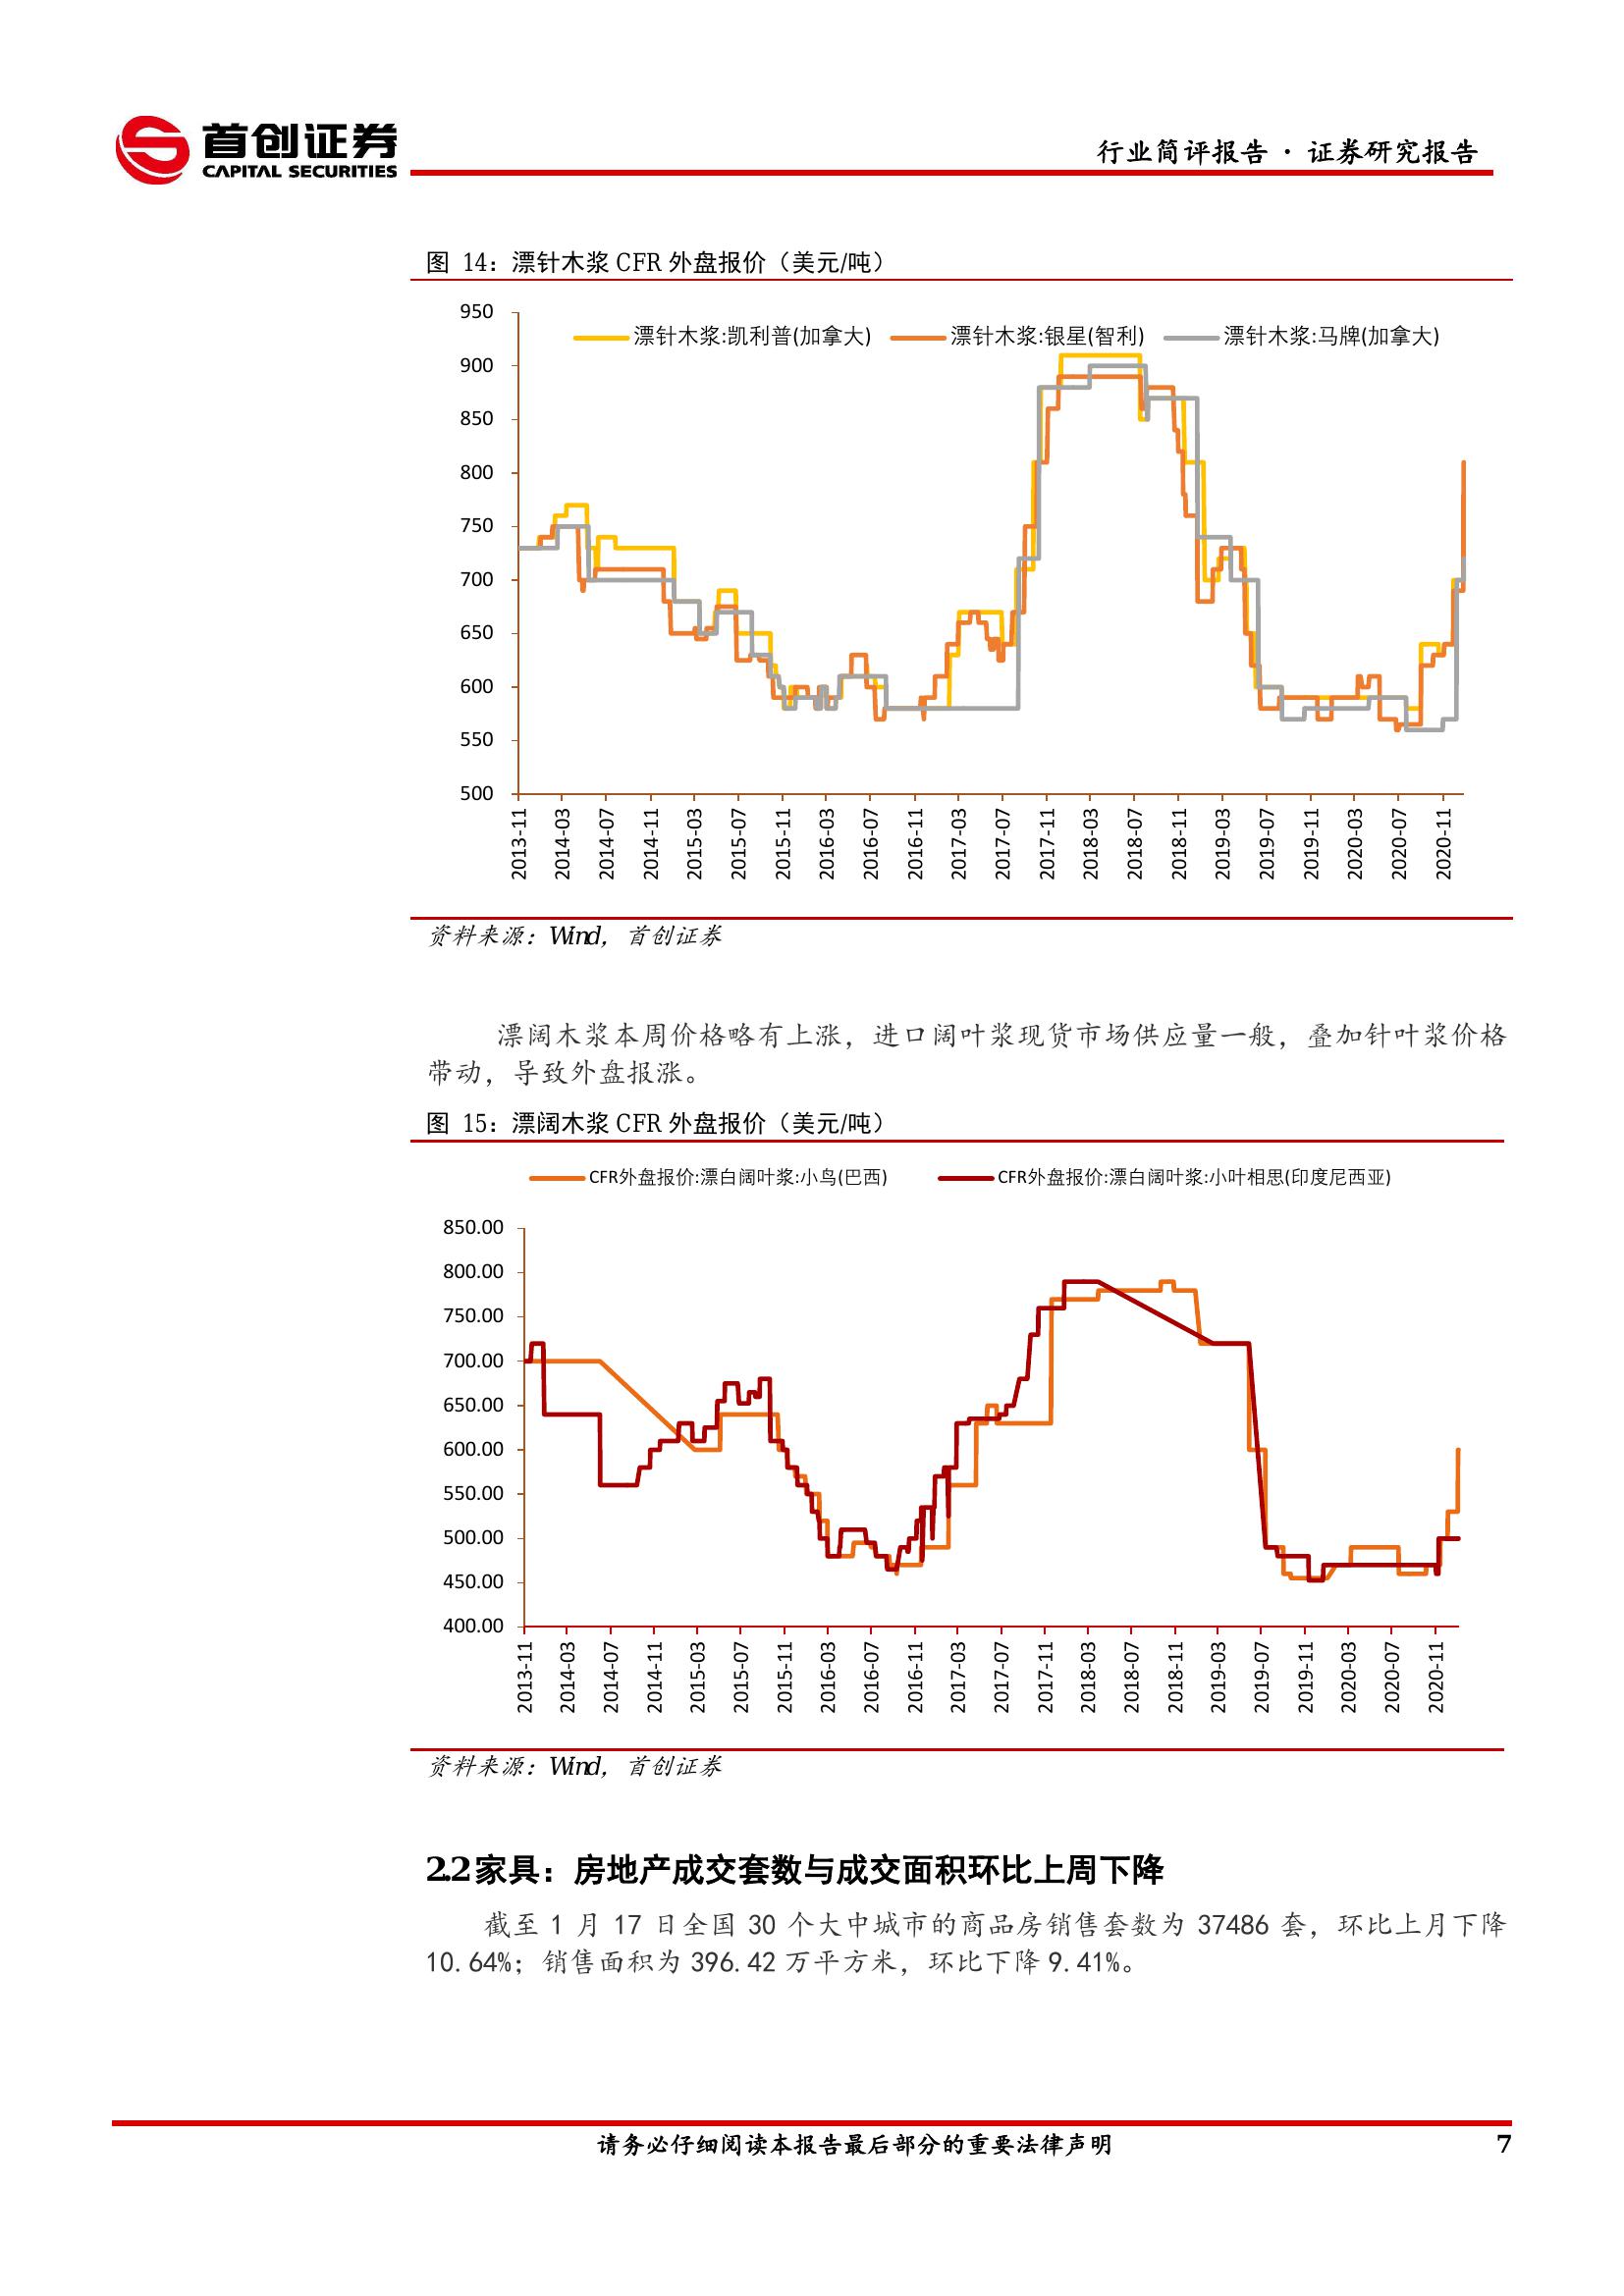 首创证券
CAPITAL SECURITIES
行业简评报告 · 证券研究报告
图 14：漂针木浆 CFR 外盘报价（美元/吨）
漂针木浆:凯利普(加拿大) 漂针木浆:银星(智利) 漂针木浆:马牌(加拿大)
950
900
850
800
750
700
650
600
550
500
2013-11 2014-03 2014-07 2014-11 2015-03 2015-07 2015-11 2016-03 2016-07 2016-11 2017-03 2017-07 2017-11 2018-03 2018-07 2018-11 2019-03 2019-07 2019-11 2020-03 2020-07 2020-11
资料来源：Wind，首创证券
漂阔木浆本周价格略有上涨，进口阔叶浆现货市场供应量一般，叠加针叶浆价格
带动，导致外盘报涨。
图 15：漂阔木浆 CFR 外盘报价（美元/吨）
CFR外盘报价:漂白阔叶浆:小鸟(巴西) CFR外盘报价:漂白阔叶浆:小叶相思(印度尼西亚)
850.00
800.00
750.00
700.00
650.00
600.00
550.00
500.00
450.00
400.00
2013-11 2014-03 2014-07 2014-11 2015-03 2015-07 2015-11 2016-03 2016-07 2016-11 2017-03 2017-07 2017-11 2018-03 2018-07 2018-11 2019-03 2019-07 2019-11 2020-03 2020-07 2020-11
资料来源：Wind，首创证券
2.2 家具：房地产成交套数与成交面积环比上周下降
截至 1 月 17 日全国 30 个大中城市的商品房销售套数为 37486 套，环比上月下降
10.64%；销售面积为 396.42 万平方米，环比下降 9.41%。
请务必仔细阅读本报告最后部分的重要法律声明 7